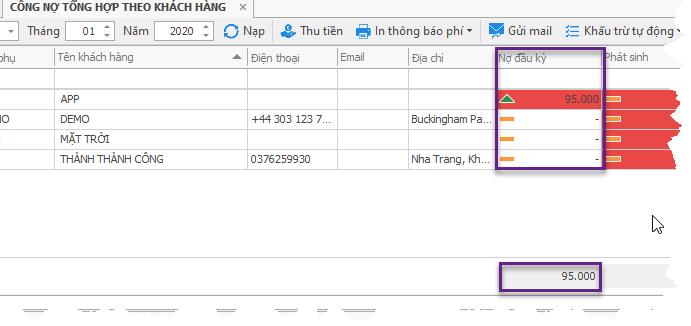 CÔNG NỢ TỔNG HỢP THEO KHÁCH HÀNG ×
Tháng 01 Năm 2020 Nạp Thu tiền In thông báo phí Gửi mail Khấu trừ tự động
phụ Tên khách hàng Điện thoại Email Địa chỉ Nợ đầu kỳ Phát sinh
APP 95.000
DEMO +44 303 123 7... Buckingham Pa... -
MẶT TRỜI -
THÀNH THÀNH CÔNG 0376259930 Nha Trang, Kh... -
95.000